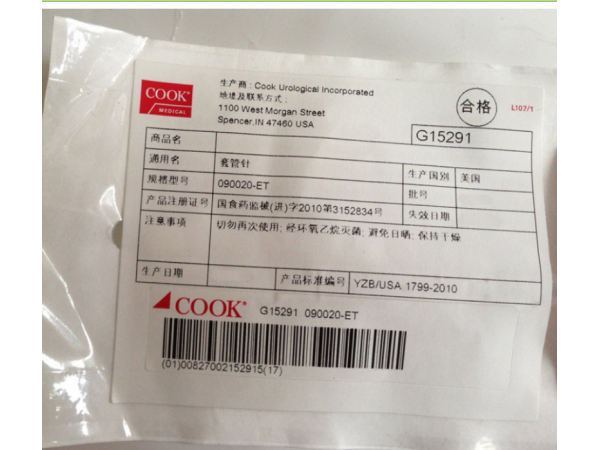 COOK®
MEDICAL
生产商：Cook Urological Incorporated
地址及联系方式：
1100 West Morgan Street
Spencer,IN 47460 USA
合格
L107/1
G15291
商品名
通用名 套管针 生产国别 美国
规格型号 090020-ET 批号
产品注册证号 国食药监械(进)字2010第3152834号 失效日期
注意事项 切勿再次使用; 经环氧乙烷灭菌; 避免日晒; 保持干燥
生产日期 产品标准编号 YZB/USA 1799-2010
COOK® G15291 090020-ET
(01)00827002152915(17)